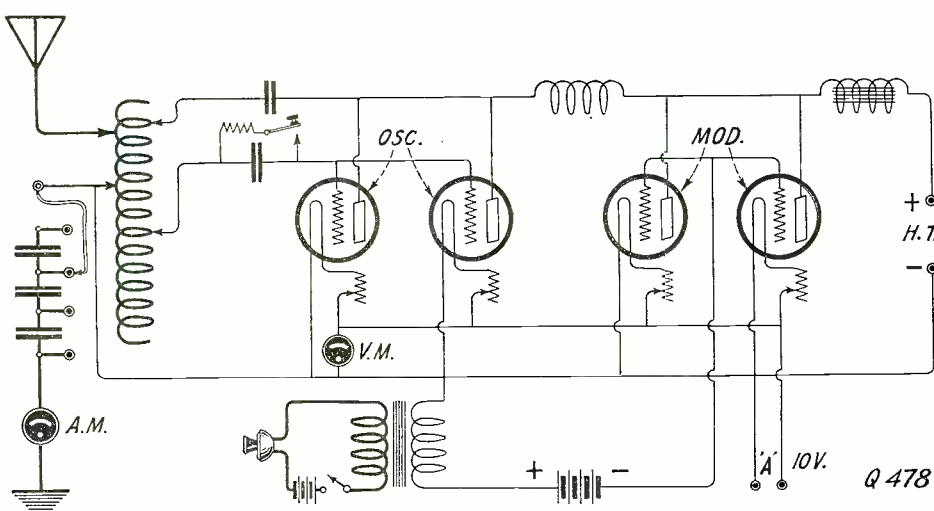 OSC.
MOD.
+
H.T.
-
V.M.
A.M.
+
-
'A' 10V.
Q 478